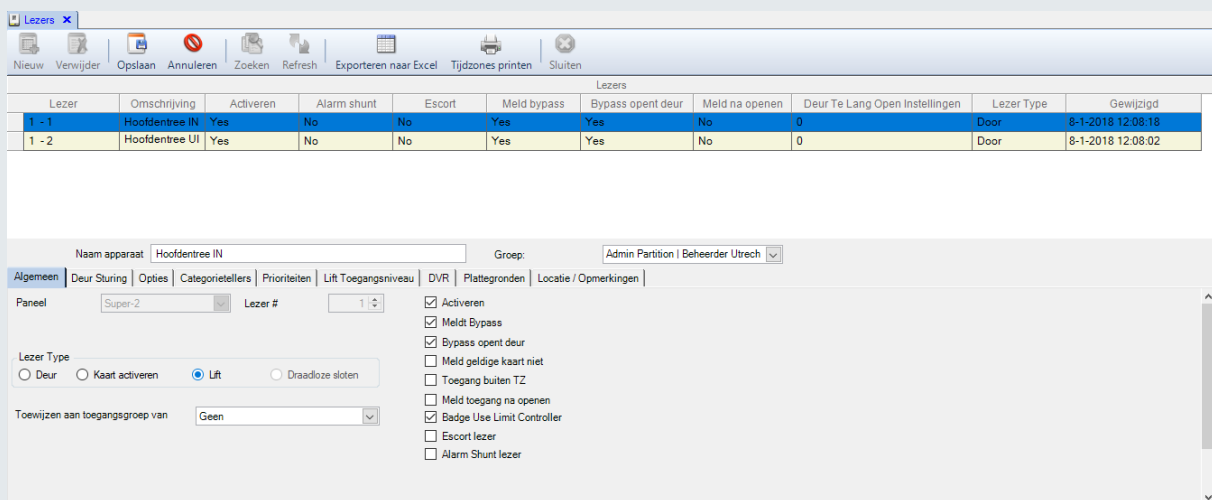 Lezers X
Nieuw Verwijder Opslaan Annuleren Zoeken Refresh Exporteren naar Excel Tijdzones printen Sluiten
Lezers
Lezer Omschrijving Activeren Alarm shunt Escort Meld bypass Bypass opent deur Meld na openen Deur Te Lang Open Instellingen Lezer Type Gewijzigd
1 - 1 Hoofdentree IN Yes No No Yes Yes No 0 Door 8-1-2018 12:08:18
1 - 2 Hoofdentree UI Yes No No Yes Yes No 0 Door 8-1-2018 12:08:02
Naam apparaat Hoofdentree IN Groep: Admin Partition | Beheerder Utrech
Algemeen Deur Sturing Opties Categorietellers Prioriteiten Lift Toegangsniveau DVR Plattegronden Locatie / Opmerkingen
Paneel Super-2 Lezer # 1 Activeren
Meldt Bypass
Bypass opent deur
Lezer Type Meld geldige kaart niet
Deur Kaart activeren Lift Draadloze sloten Toegang buiten TZ
Meld toegang na openen
Toewijzen aan toegangsgroep van Geen Badge Use Limit Controller
Escort lezer
Alarm Shunt lezer